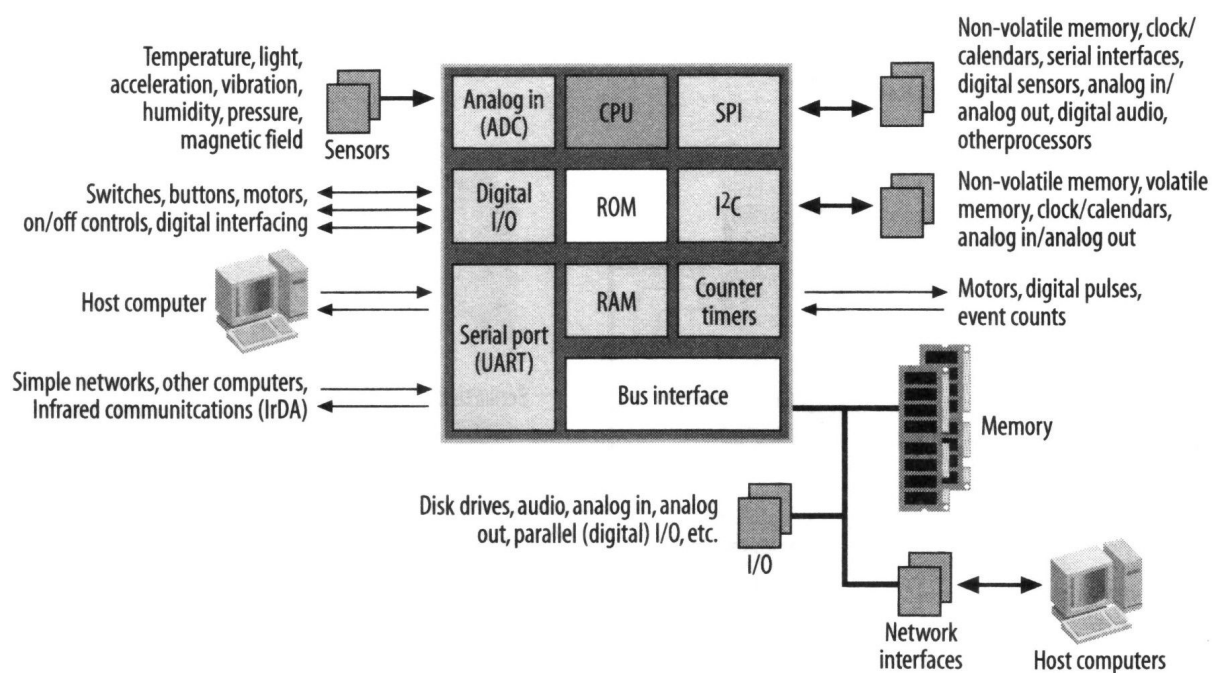 Temperature, light,
acceleration, vibration,
humidity, pressure,
magnetic field
Sensors
Switches, buttons, motors,
on/off controls, digital interfacing
Host computer
Simple networks, other computers,
Infrared communitcations (IrDA)
Analog in
(ADC)
CPU
SPI
Digital
I/O
ROM
I²C
Serial port
(UART)
RAM
Counter
timers
Bus interface
Non-volatile memory, clock/
calendars, serial interfaces,
digital sensors, analog in/
analog out, digital audio,
otherprocessors
Non-volatile memory, volatile
memory, clock/calendars,
analog in/analog out
Motors, digital pulses,
event counts
Memory
Disk drives, audio, analog in, analog
out, parallel (digital) I/O, etc.
I/O
Network
interfaces
Host computers